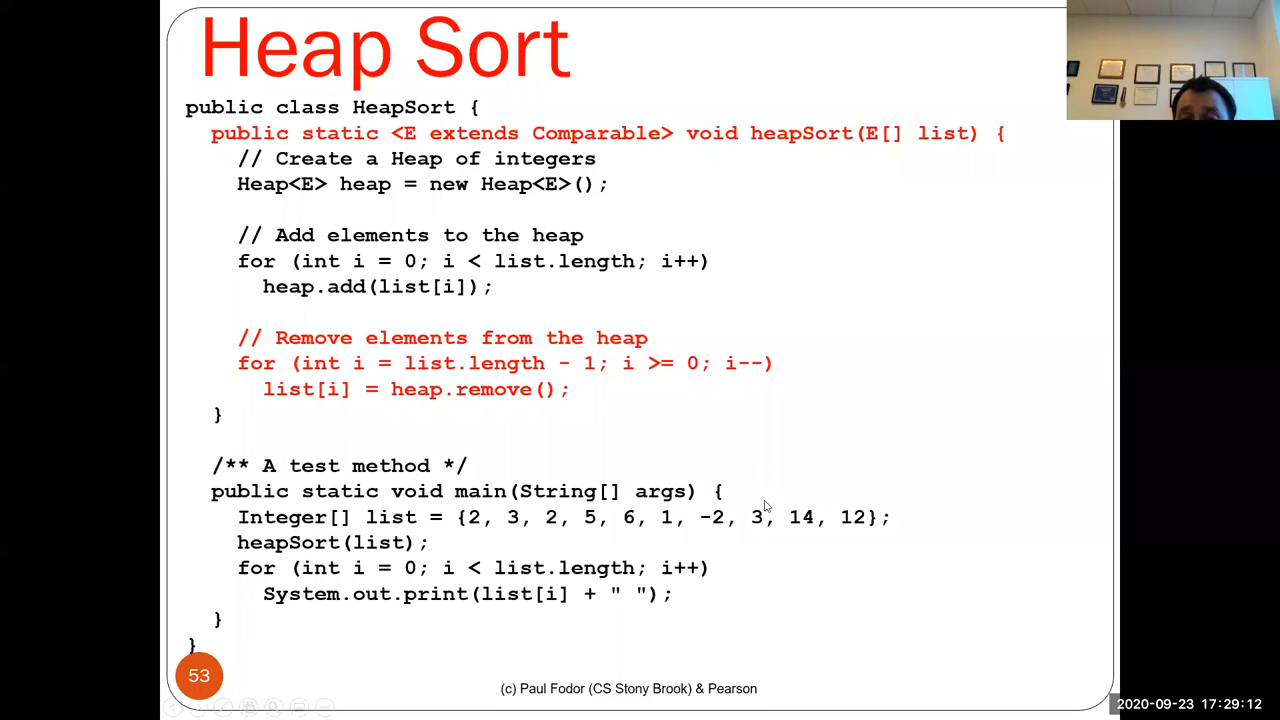 Heap Sort
public class HeapSort {
public static <E extends Comparable> void heapSort(E[] list) {
// Create a Heap of integers
Heap<E> heap = new Heap<E>();
// Add elements to the heap
for (int i = 0; i < list.length; i++)
heap.add(list[i]);
// Remove elements from the heap
for (int i = list.length - 1; i >= 0; i--)
list[i] = heap.remove();
}
/** A test method */
public static void main(String[] args) {
Integer[] list = {2, 3, 2, 5, 6, 1, -2, 3, 14, 12};
heapSort(list);
for (int i = 0; i < list.length; i++)
System.out.print(list[i] + " ");
}
}
53
(c) Paul Fodor (CS Stony Brook) & Pearson
2020-09-23 17:29:12